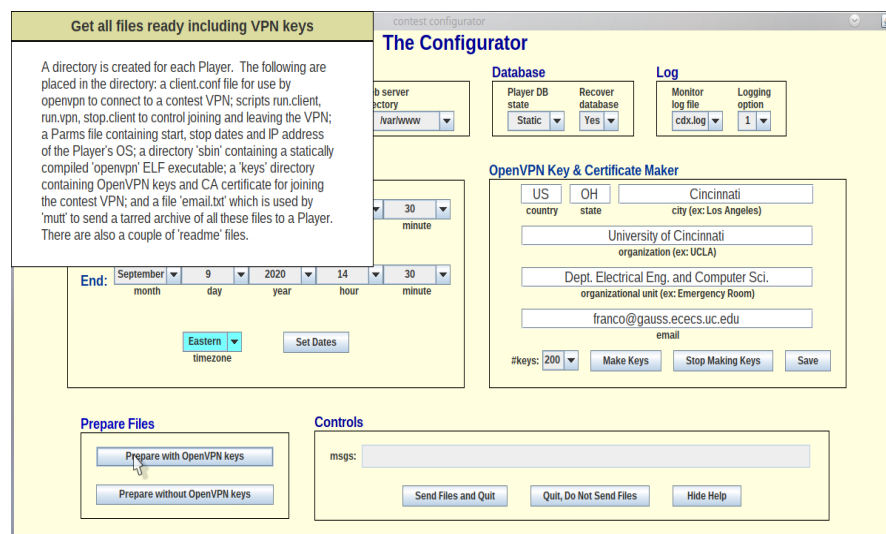 contest configurator
Get all files ready including VPN keys
A directory is created for each Player. The following are
placed in the directory: a client.conf file for use by
openvpn to connect to a contest VPN; scripts run.client,
run.vpn, stop.client to control joining and leaving the VPN;
a Parms file containing start, stop dates and IP address
of the Player's OS; a directory 'sbin' containing a statically
compiled 'openvpn' ELF executable; a 'keys' directory
containing OpenVPN keys and CA certificate for joining
the contest VPN; and a file 'email.txt' which is used by
'mutt' to send a tarred archive of all these files to a Player.
There are also a couple of 'readme' files.
The Configurator
server
/var/www
Database
Player DB
state
Recover
database
Static
Yes
Log
Monitor
log file
Logging
option
cdx.log
1
30
minute
End:
September
9
2020
14
30
month
day
year
hour
minute
Eastern
timezone
Set Dates
OpenVPN Key & Certificate Maker
US
OH
Cincinnati
country
state
city (ex: Los Angeles)
University of Cincinnati
organization (ex: UCLA)
Dept. Electrical Eng. and Computer Sci.
organizational unit (ex: Emergency Room)
franco@gauss.ececs.uc.edu
email
#keys:
200
Make Keys
Stop Making Keys
Save
Prepare Files
Prepare with OpenVPN keys
Prepare without OpenVPN keys
Controls
msgs:
Send Files and Quit
Quit, Do Not Send Files
Hide Help